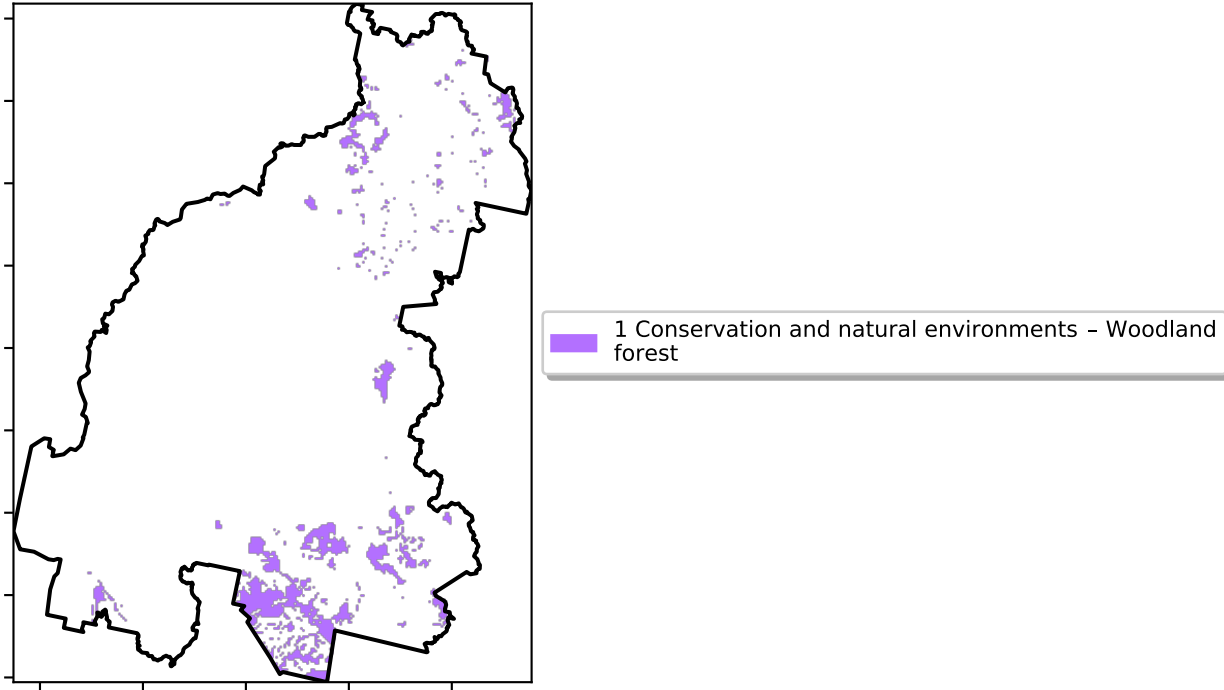 1 Conservation and natural environments – Woodland
forest